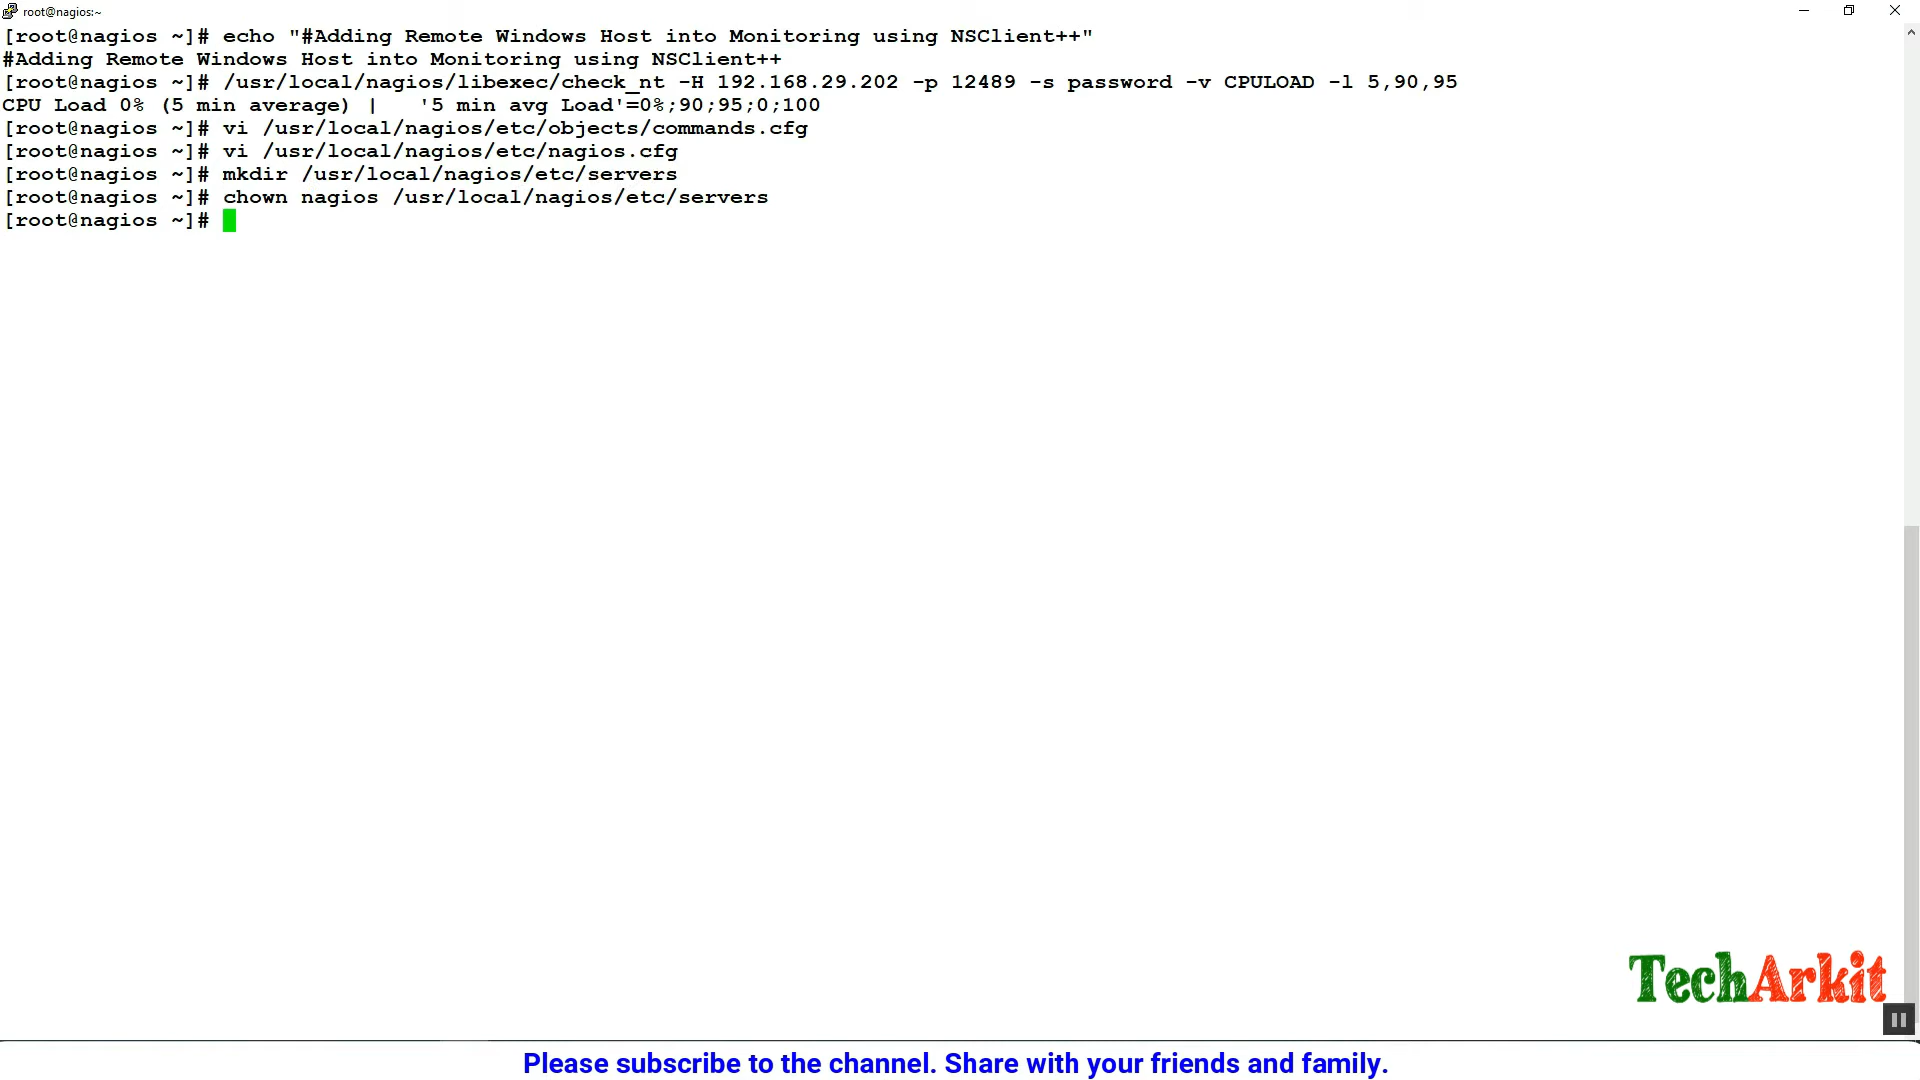 root@nagios:~
[root@nagios ~]# echo "#Adding Remote Windows Host into Monitoring using NSClient++"
#Adding Remote Windows Host into Monitoring using NSClient++
[root@nagios ~]# /usr/local/nagios/libexec/check_nt -H 192.168.29.202 -p 12489 -s password -v CPULOAD -l 5,90,95
CPU Load 0% (5 min average) |   '5 min avg Load'=0%;90;95;0;100
[root@nagios ~]# vi /usr/local/nagios/etc/objects/commands.cfg
[root@nagios ~]# vi /usr/local/nagios/etc/nagios.cfg
[root@nagios ~]# mkdir /usr/local/nagios/etc/servers
[root@nagios ~]# chown nagios /usr/local/nagios/etc/servers
[root@nagios ~]#
TechArkit
Please subscribe to the channel. Share with your friends and family.